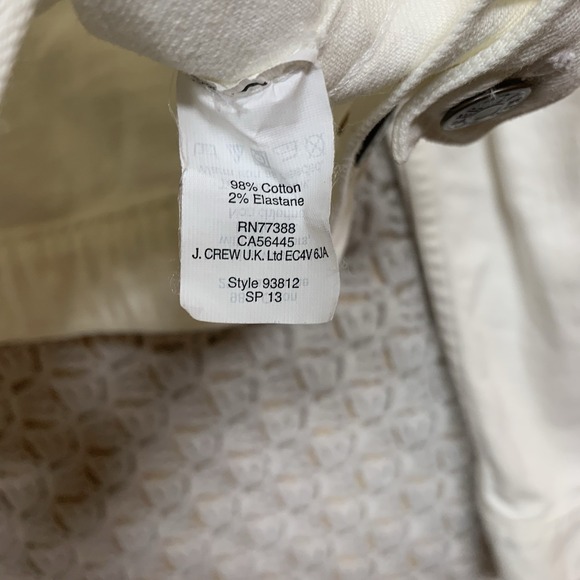 98% Cotton
2% Elastane
RN77388
CA56445
J. CREW U.K. Ltd EC4V 6JA
Style 93812
SP 13